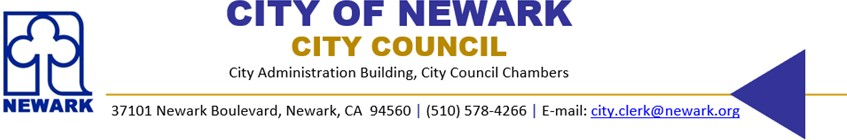 CITY OF NEWARK
CITY COUNCIL
City Administration Building, City Council Chambers
NEWARK
37101 Newark Boulevard, Newark, CA 94560 | (510) 578-4266 | E-mail: city.clerk@newark.org